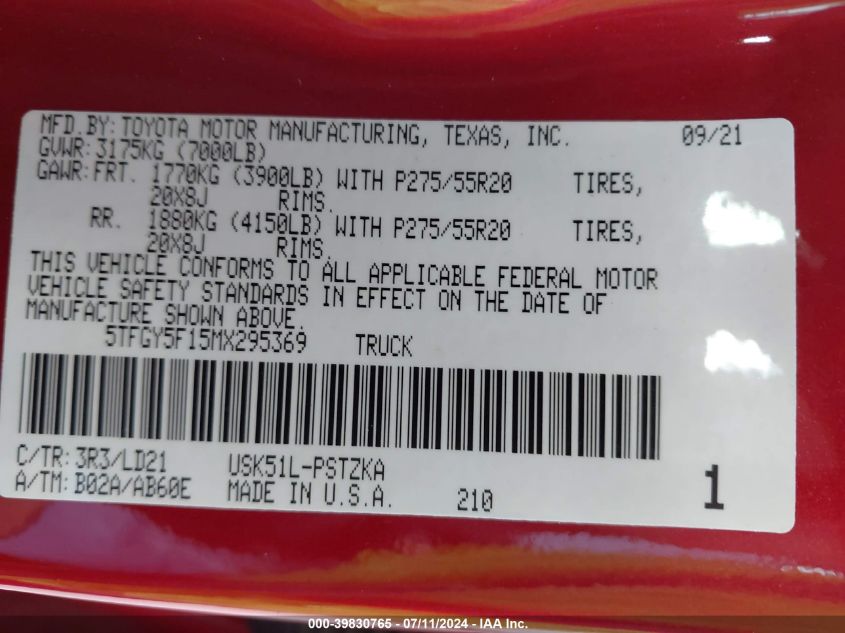 MFD.BY:TOYOTA MOTOR MANUFACTURING, TEXAS, INC. 09/21
GVWR:3175KG (7000LB)
GAWR:FRT. 1770KG (3900LB) WITH P275/55R20 TIRES,
20X8J RIMS.
RR. 1880KG (4150LB) WITH P275/55R20 TIRES,
20X8J RIMS.
THIS VEHICLE CONFORMS TO ALL APPLICABLE FEDERAL MOTOR
VEHICLE SAFETY STANDARDS IN EFFECT ON THE DATE OF
MANUFACTURE SHOWN ABOVE.
5TFGY5F15MX295369 TRUCK
C/TR:3R3/LD21 USK51L-PSTZKA
A/TM:B02A/AB60E MADE IN U.S.A. 210 1
000-39830765 - 07/11/2024 - IAA Inc.